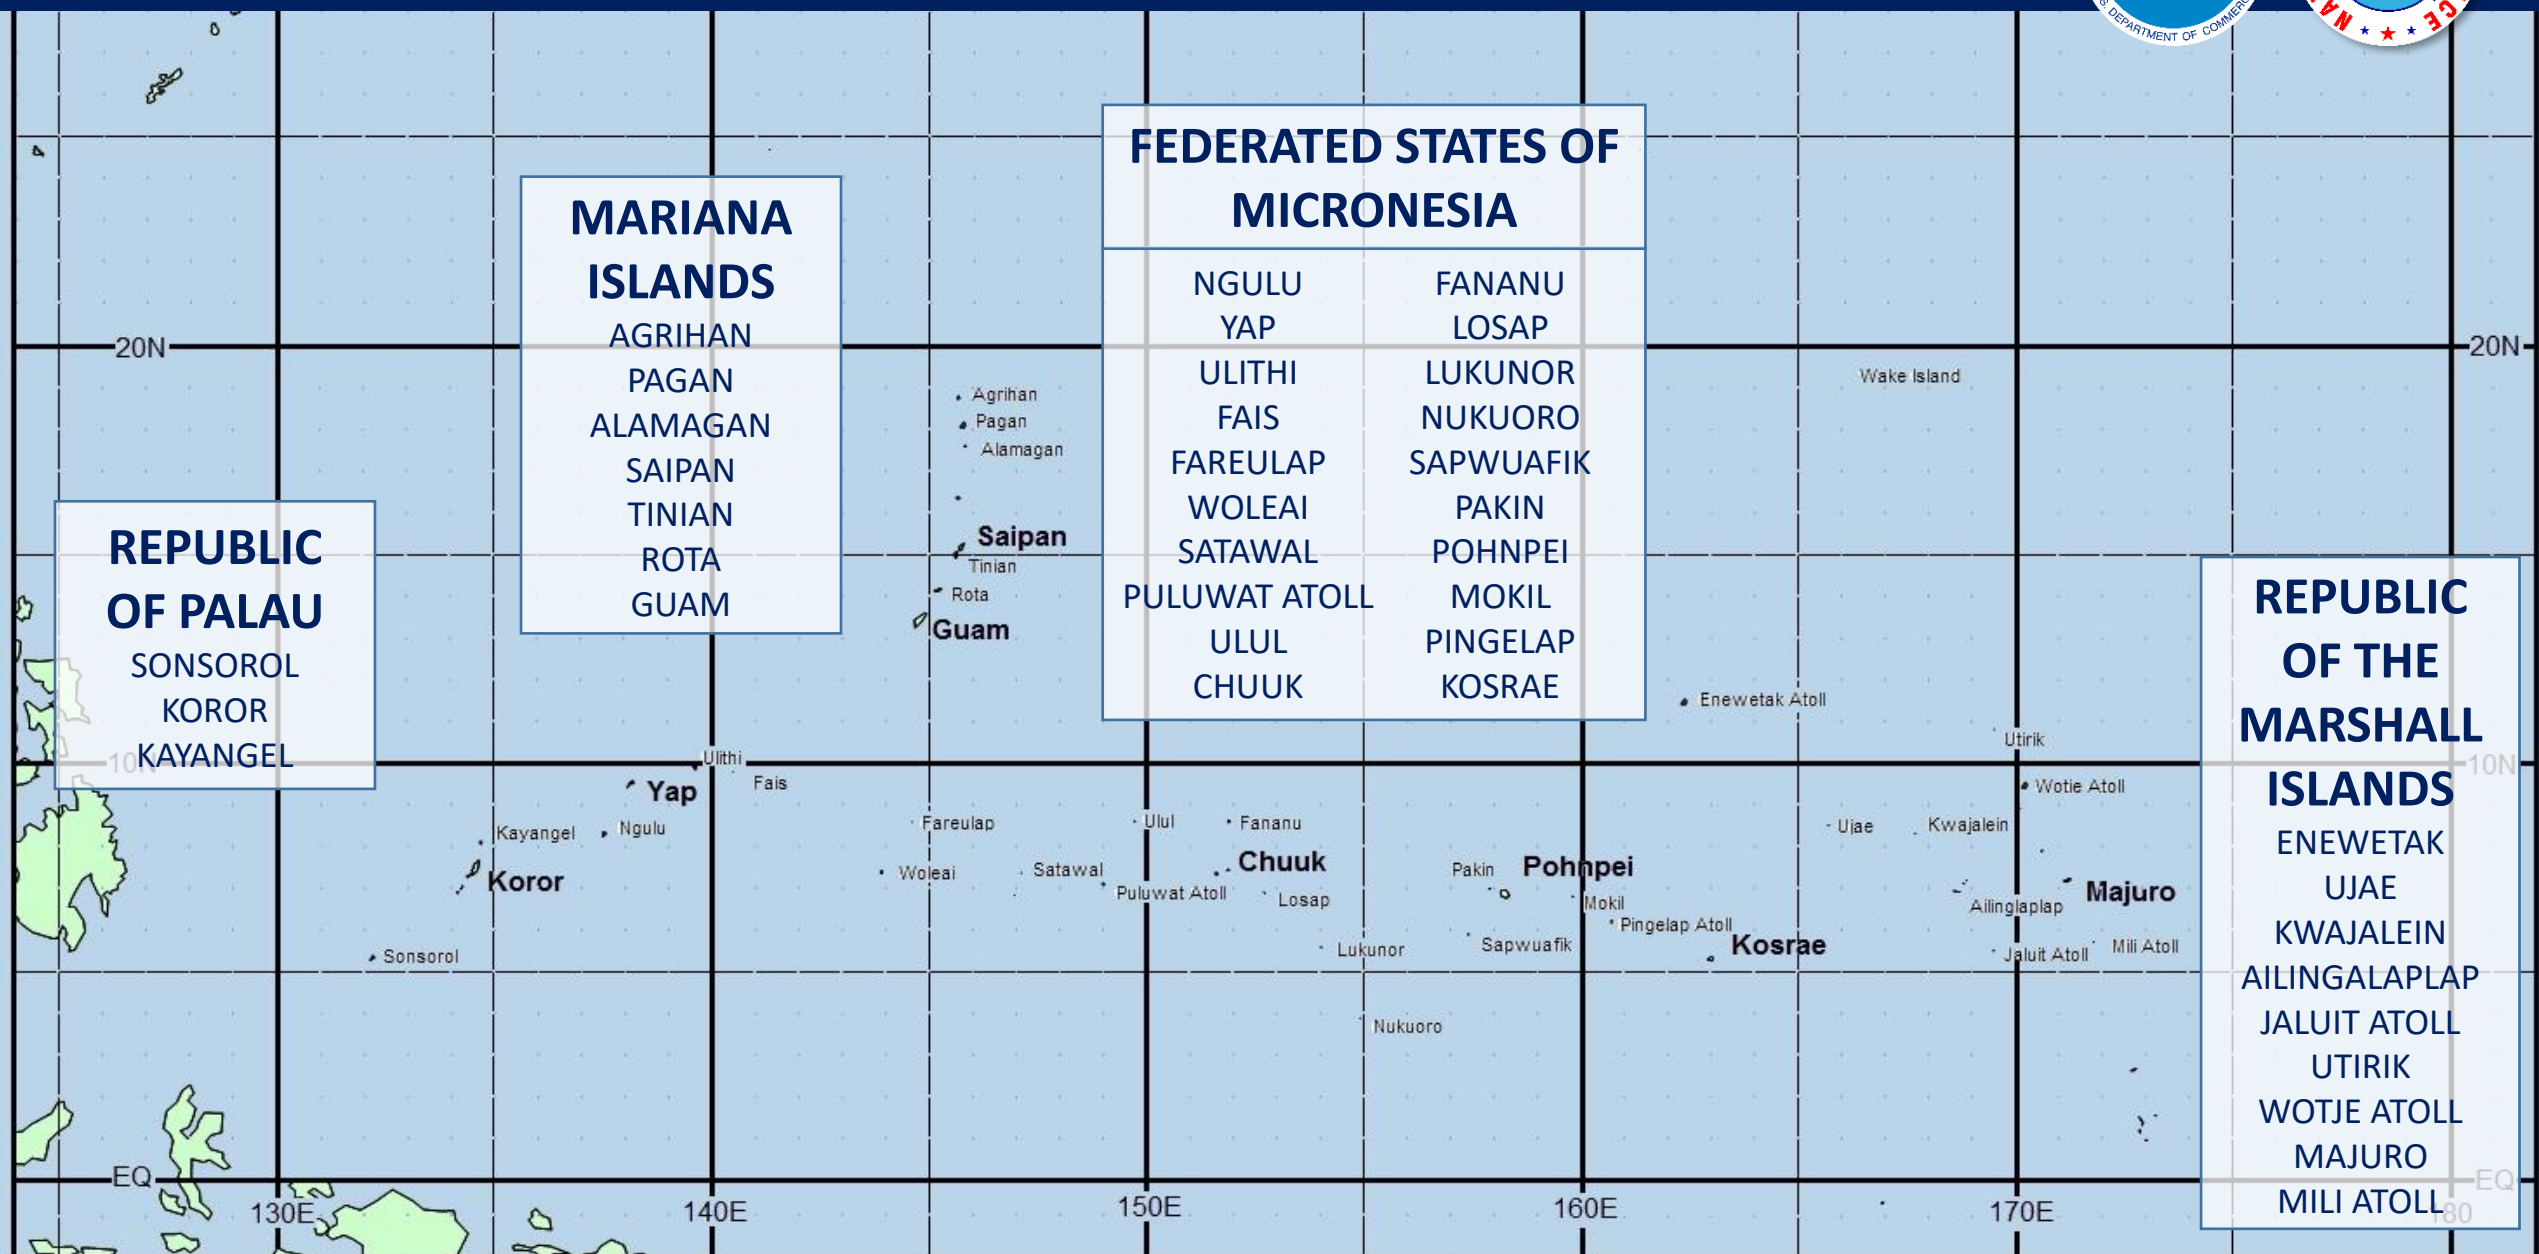 S. DEPARTMENT OF COMMERC
FEDERATED STATES OF
MICRONESIA
NGULU FANANU
YAP LOSAP
ULITHI LUKUNOR
FAIS NUKUORO
FAREULAP SAPWUAFIK
WOLEAI PAKIN
SATAWAL POHNPEI
PULUWAT ATOLL MOKIL
ULUL PINGELAP
CHUUK KOSRAE
MARIANA
ISLANDS
AGRIHAN
PAGAN
ALAMAGAN
SAIPAN
TINIAN
ROTA
GUAM
REPUBLIC
OF PALAU
SONSOROL
KOROR
KAYANGEL
REPUBLIC
OF THE
MARSHALL
ISLANDS
ENEWETAK
UJAE
KWAJALEIN
AILINGALAPLAP
JALUIT ATOLL
UTIRIK
WOTJE ATOLL
MAJURO
MILI ATOLL
20N
20N
Wake Island
Agrihan
Pagan
Alamagan
Saipan
Tinian
Rota
Guam
Enewetak Atoll
Utirik
10N
10N
Ulithi
Yap
Fais
Wotie Atoll
Kayangel
Ngulu
Fareulap
Ulul
Fananu
Ujae
Kwajalein
Koror
Woleai
Satawal
Chuuk
Pakin
Pohnpei
Puluwat Atoll
Losap
Mokil
Majuro
Ailinglaplap
Pingelap Atoll
Sonsorol
Lukunor
Sapwuafik
Kosrae
Jaluit Atoll
Mili Atoll
Nukuoro
EQ
EQ
130E
140E
150E
160E
170E
180